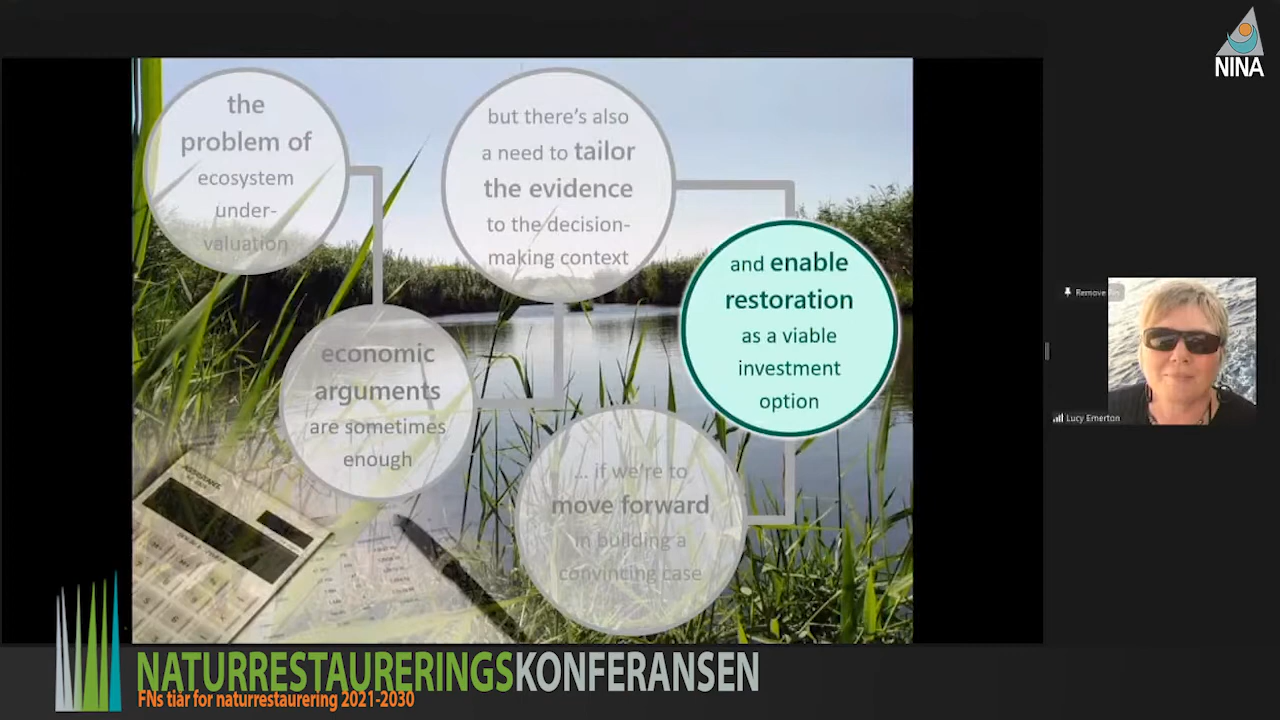 NINA
the
problem of
ecosystem
under-
valuation
economic
arguments
are sometimes
enough
but there's also
a need to tailor
the evidence
to the decision-
making context
and enable
restoration
as a viable
investment
option
... if we're to
move forward
in building a
convincing case
Remove
Lucy Emerton
NATURRESTAURERINGSKONFERANSEN
FNs tiår for naturrestaurering 2021-2030